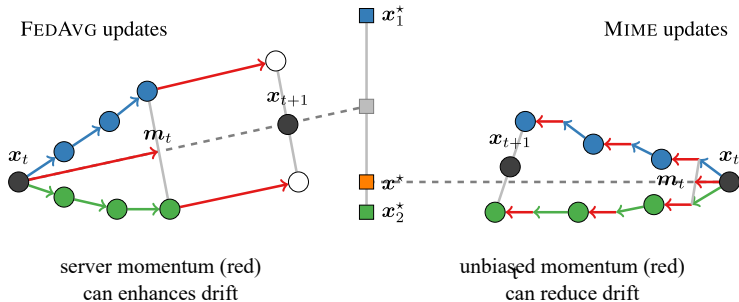 FEDAVG updates
x₁⋆
MIME updates
x_{t+1}
m_t
x_t
x_{t+1}
x_t
x⋆
m_t
x₂⋆
server momentum (red)
can enhances drift
unbiased momentum (red)
τ
can reduce drift